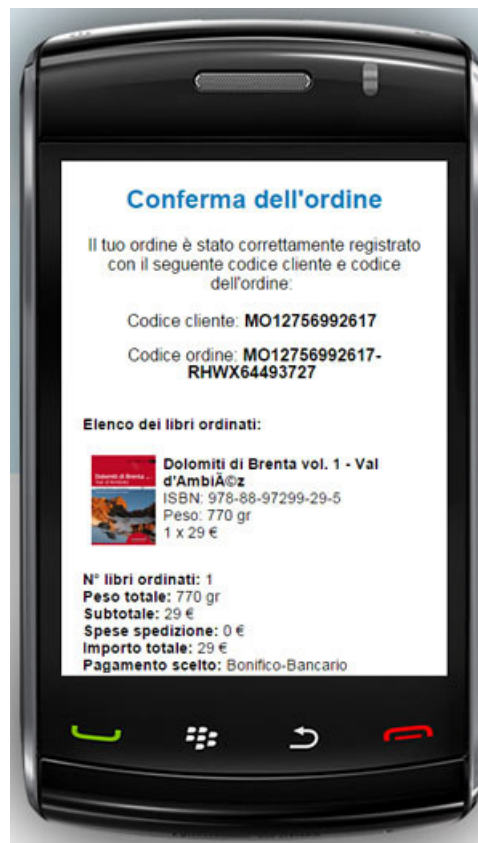 Conferma dell'ordine
Il tuo ordine è stato correttamente registrato
con il seguente codice cliente e codice
dell'ordine:
Codice cliente: MO12756992617
Codice ordine: MO12756992617-
RHWX64493727
Elenco dei libri ordinati:
Dolomiti di Brenta vol. 1 - Val
d'AmbiÃ©z
ISBN: 978-88-97299-29-5
Peso: 770 gr
1 x 29 €
N° libri ordinati: 1
Peso totale: 770 gr
Subtotale: 29 €
Spese spedizione: 0 €
Importo totale: 29 €
Pagamento scelto: Bonifico-Bancario